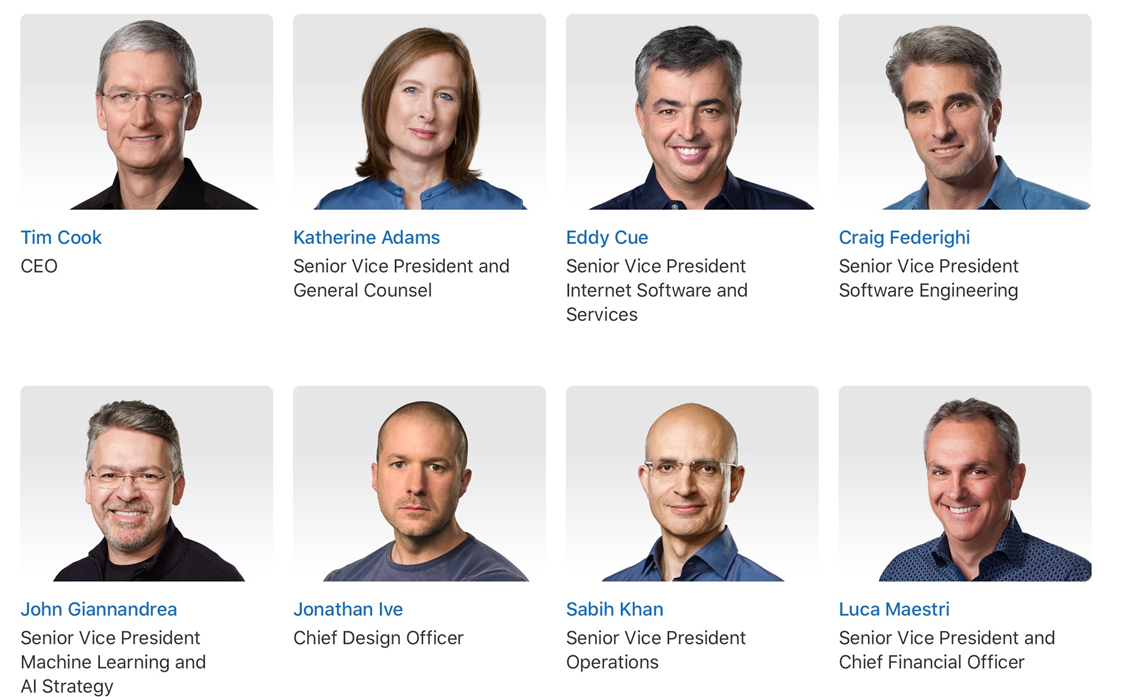 Tim Cook
CEO
Katherine Adams
Senior Vice President and
General Counsel
Eddy Cue
Senior Vice President
Internet Software and
Services
Craig Federighi
Senior Vice President
Software Engineering
John Giannandrea
Senior Vice President
Machine Learning and
AI Strategy
Jonathan Ive
Chief Design Officer
Sabih Khan
Senior Vice President
Operations
Luca Maestri
Senior Vice President and
Chief Financial Officer